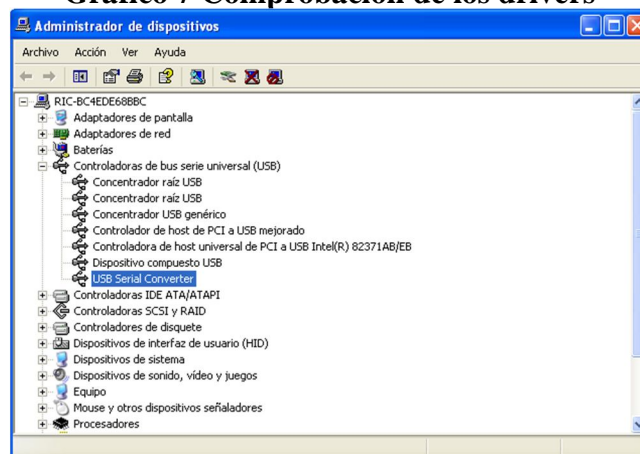 Gráfico 7 Comprobación de los drivers
Administrador de dispositivos
Archivo Acción Ver Ayuda
RIC-BC4EDE68BBC
Adaptadores de pantalla
Adaptadores de red
Baterías
Controladoras de bus serie universal (USB)
Concentrador raíz USB
Concentrador raíz USB
Concentrador USB genérico
Controlador de host de PCI a USB mejorado
Controladora de host universal de PCI a USB Intel(R) 82371AB/EB
Dispositivo compuesto USB
USB Serial Converter
Controladoras IDE ATA/ATAPI
Controladoras SCSI y RAID
Controladores de disquete
Dispositivos de interfaz de usuario (HID)
Dispositivos de sistema
Dispositivos de sonido, vídeo y juegos
Equipo
Mouse y otros dispositivos señaladores
Procesadores